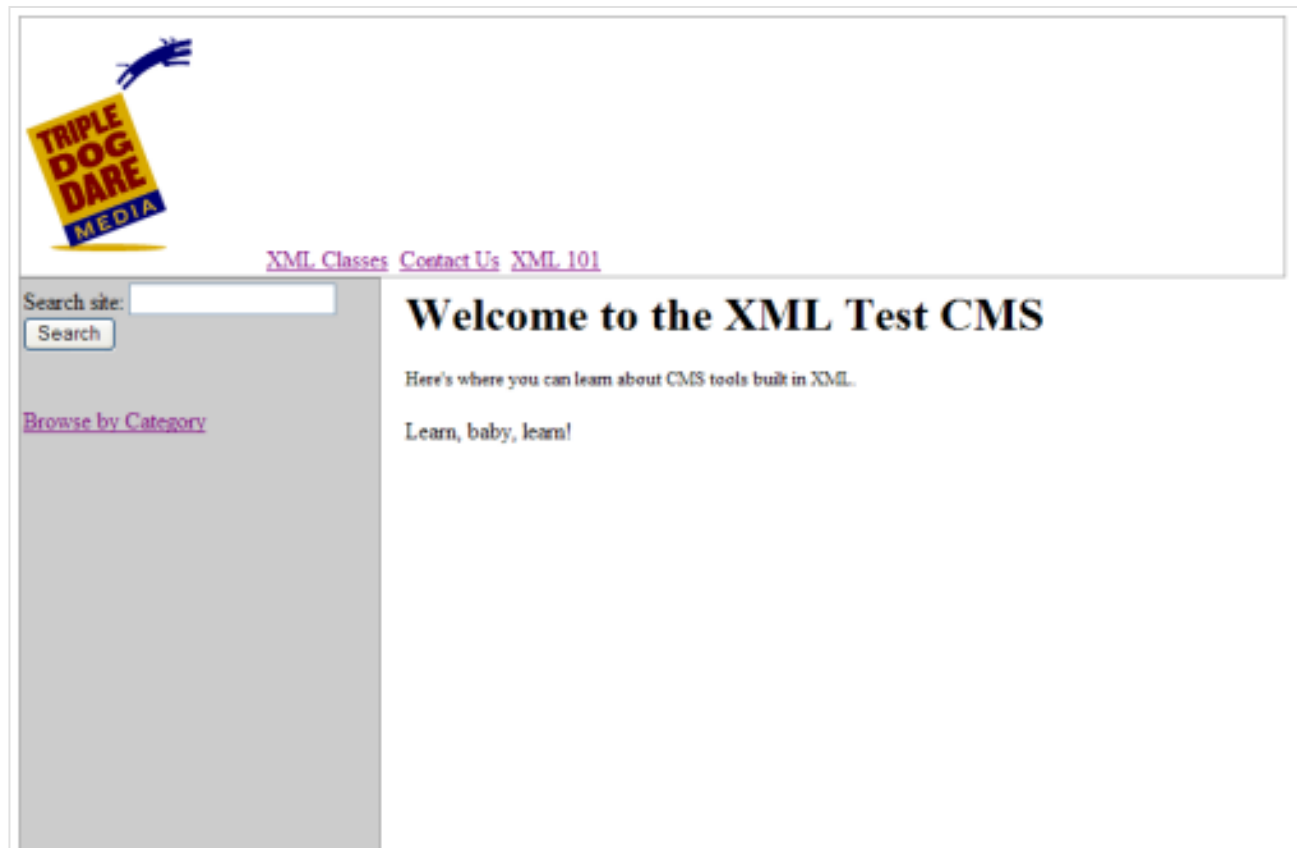 TRIPLE
DOG
DARE
MEDIA
XML Classes Contact Us XML 101
Search site:
Search
Browse by Category
Welcome to the XML Test CMS
Here's where you can learn about CMS tools built in XML.
Learn, baby, learn!